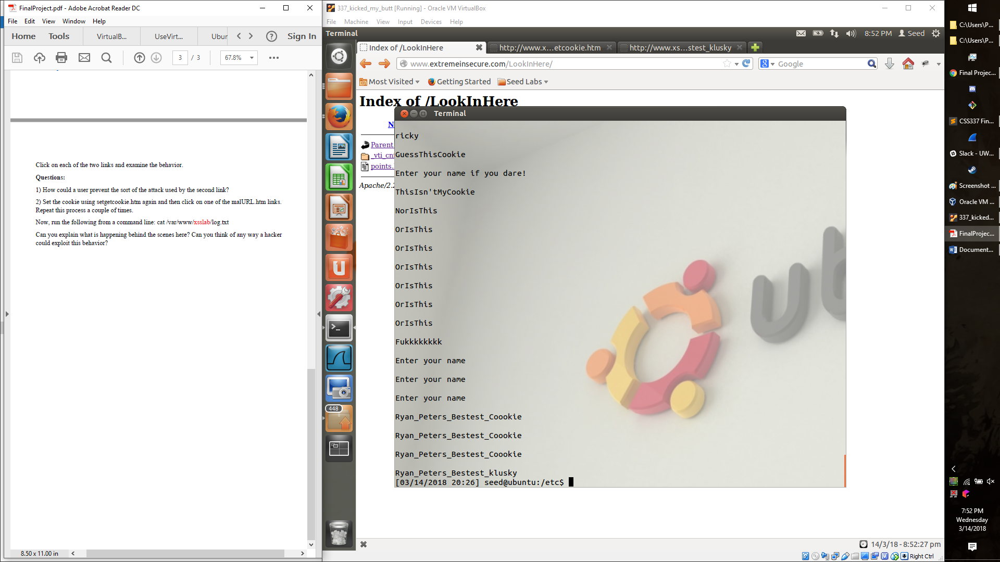 FinalProject.pdf - Adobe Acrobat Reader DC
File Edit View Window Help
Home Tools VirtualB... UseVirt... Ubur Sign In
3 / 3 67.8%
Click on each of the two links and examine the behavior.
Questions:
1) How could a user prevent the sort of the attack used by the second link?
2) Set the cookie using setgetcookie.htm again and then click on one of the malURL.htm links.
Repeat this process a couple of times.
Now, run the following from a command line: cat /var/www/xsslab/log.txt
Can you explain what is happening behind the scenes here? Can you think of any way a hacker
could exploit this behavior?
8.50 x 11.00 in
337_kicked_my_butt [Running] - Oracle VM VirtualBox
File Machine View Input Devices Help
Terminal 8:52 PM Seed
Index of /LookInHere http://www.x...etcookie.htm http://www.xs...stest_klusky
www.extremeinsecure.com/LookInHere/ Google
Most Visited Getting Started Seed Labs
Index of /LookInHere
N
Parent
_vti_cn
points.
Apache/2.2
448
Terminal
ricky
GuessThisCookie
Enter your name if you dare!
ThisIsn'tMyCookie
NorIsThis
OrIsThis
OrIsThis
OrIsThis
OrIsThis
OrIsThis
OrIsThis
Fukkkkkkkk
Enter your name
Enter your name
Enter your name
Ryan_Peters_Bestest_Coookie
Ryan_Peters_Bestest_Coookie
Ryan_Peters_Bestest_Coookie
Ryan_Peters_Bestest_klusky
[03/14/2018 20:26] seed@ubuntu:/etc$
ub
14/3/18 - 8:52:27 pm
Right Ctrl
C:\Users\P...
C:\Users\P...
Final Projec...
CSS337 Fin...
Slack - UW...
Screenshot ...
Oracle VM ...
337_kicked...
FinalProjec...
Document...
7:52 PM
Wednesday
3/14/2018